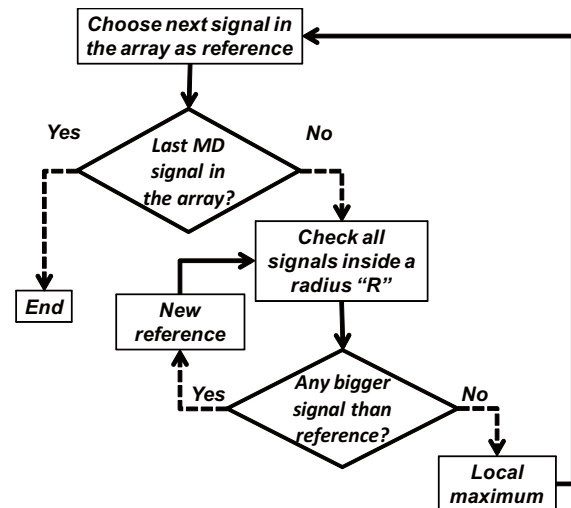 Choose next signal in
the array as reference
Yes
No
Last MD
signal in
the array?
Check all
signals inside a
radius “R”
End
New
reference
Any bigger
signal than
reference?
Yes
No
Local
maximum